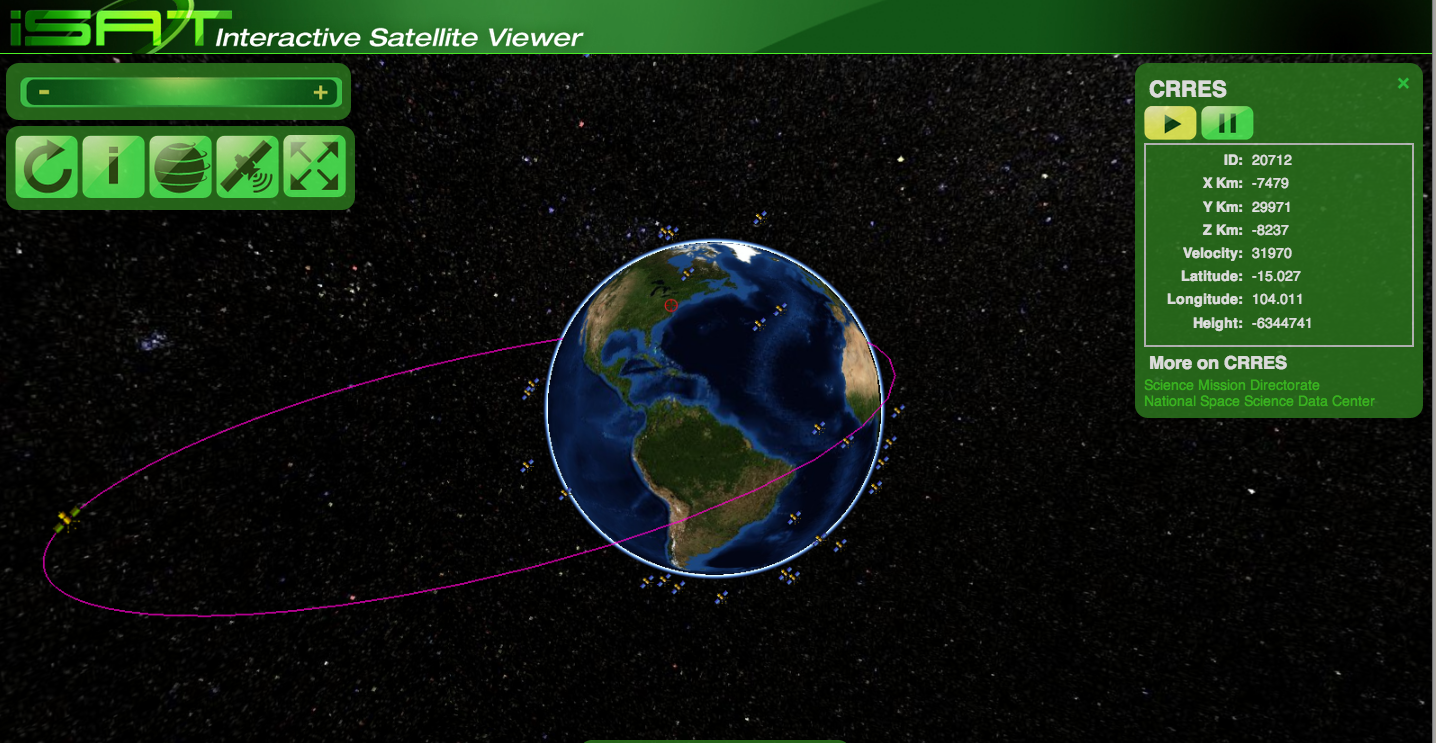 iSAT Interactive Satellite Viewer
- +
i
CRRES ×
ID: 20712
X Km: -7479
Y Km: 29971
Z Km: -8237
Velocity: 31970
Latitude: -15.027
Longitude: 104.011
Height: -6344741
More on CRRES
Science Mission Directorate
National Space Science Data Center